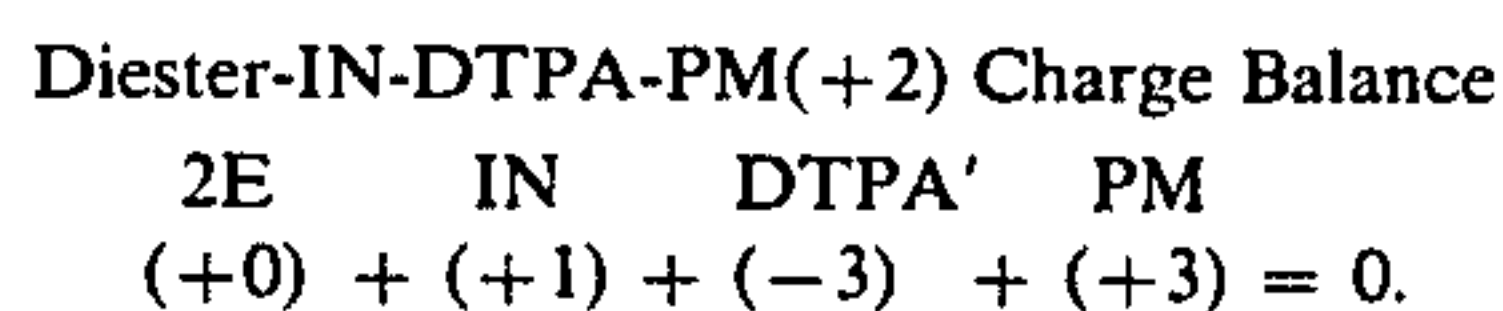 Diester-IN-DTPA-PM(+2) Charge Balance
2E IN DTPA′ PM
(+0) + (+1) + (−3) + (+3) = 0.